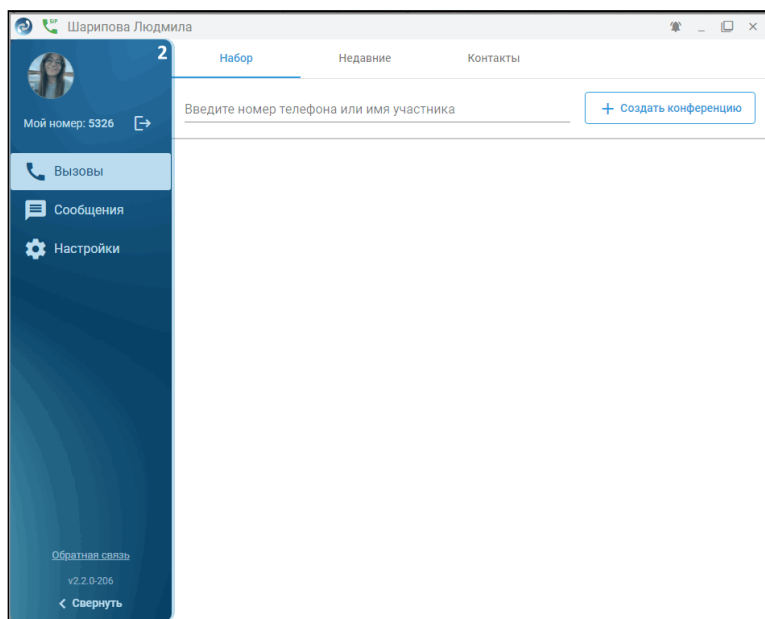 SIP
Шарипова Людмила
2
Набор
Недавние
Контакты
Введите номер телефона или имя участника
+ Создать конференцию
Мой номер: 5326
Вызовы
Сообщения
Настройки
Обратная связь
v2.2.0-206
Свернуть